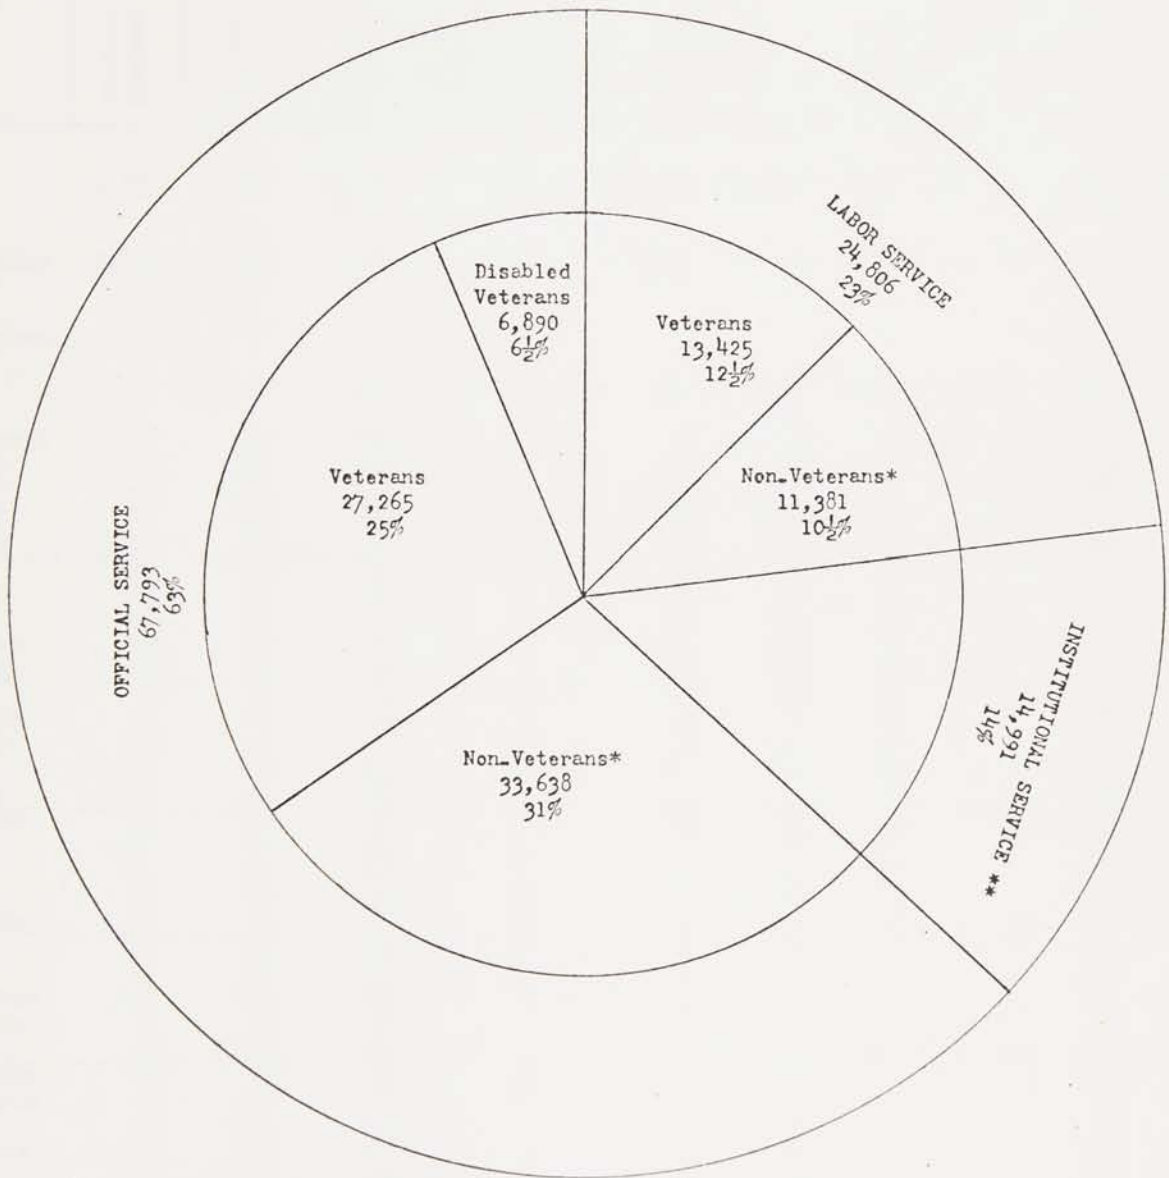 LABOR SERVICE
24,806
23%
Disabled
Veterans
6,890
6½%
Veterans
13,425
12½%
Veterans
27,265
25%
Non-Veterans*
11,381
10½%
OFFICIAL SERVICE
67,793
63%
INSTITUTIONAL SERVICE **
14,991
14%
Non-Veterans*
33,638
31%